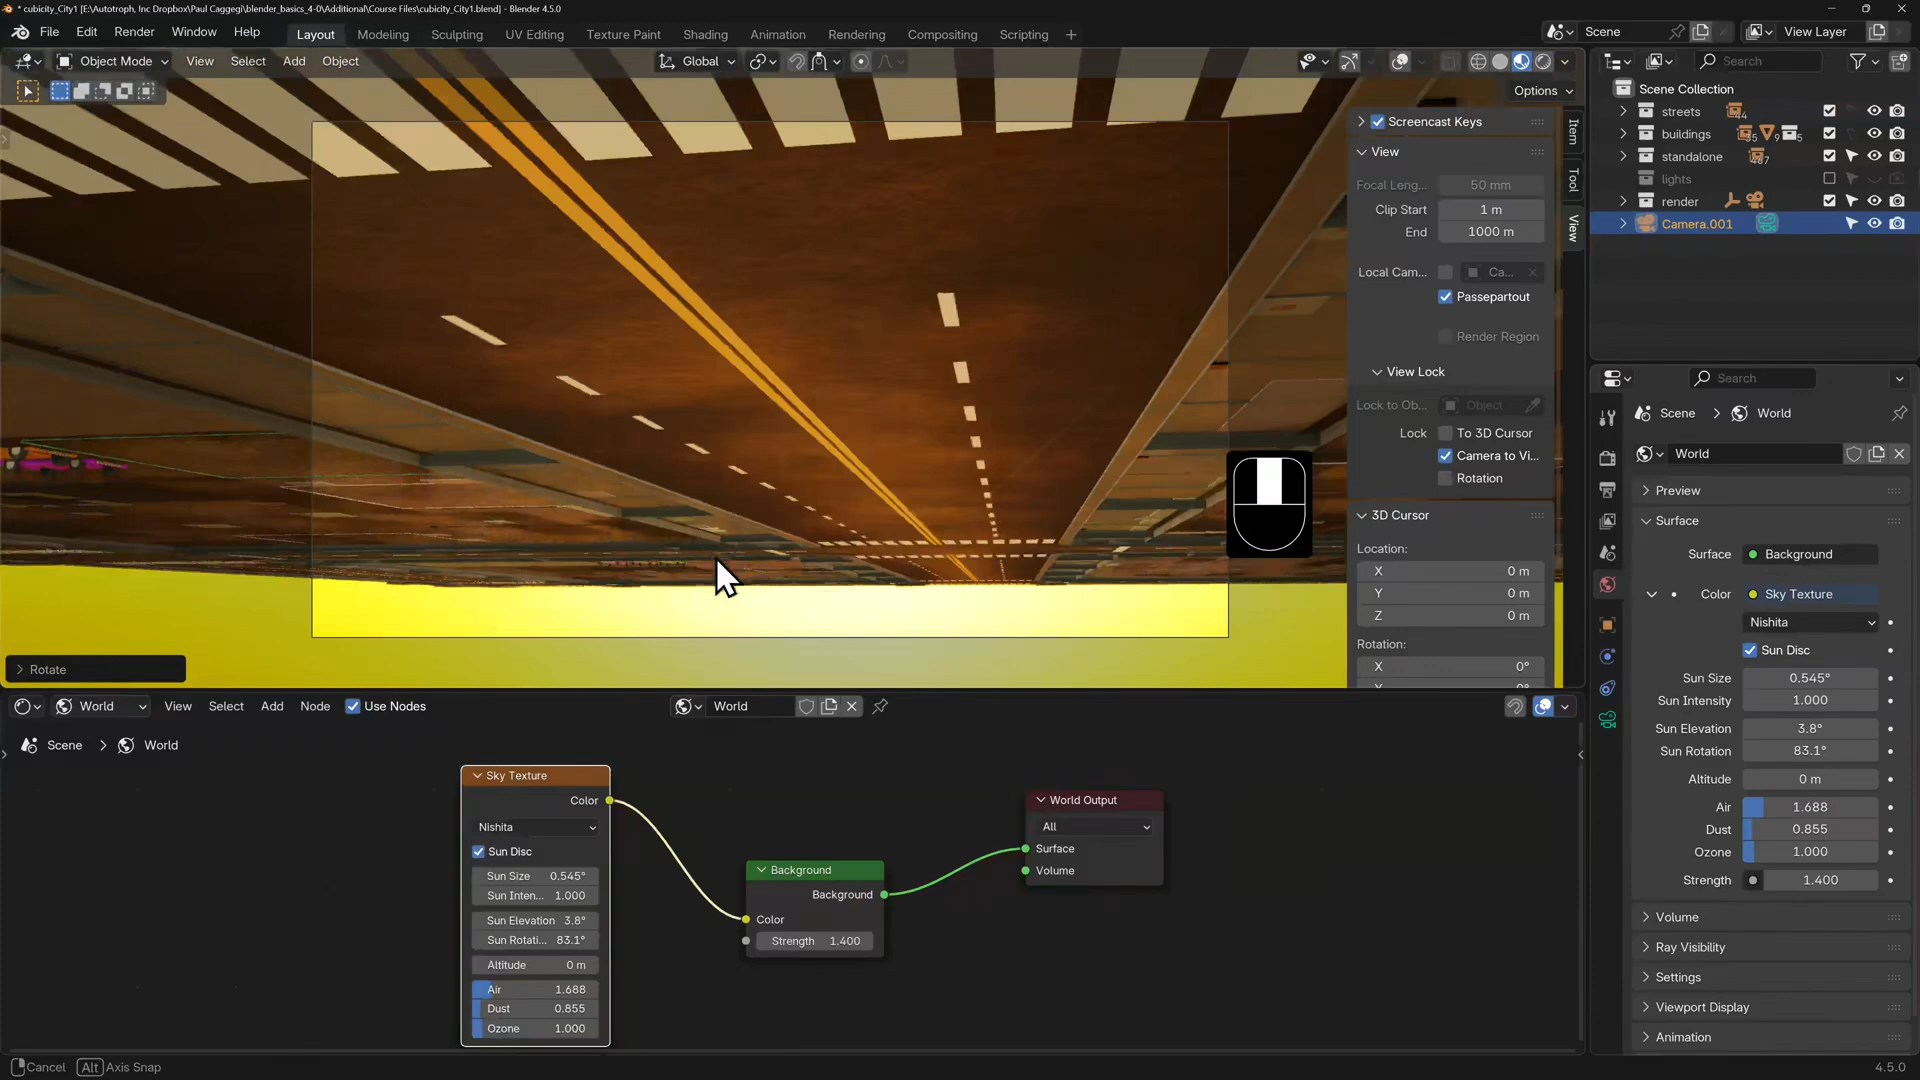 * cubicity_City1 [E:\Autotroph, Inc Dropbox\Paul Caggegi\blender_basics_4-0\Additional\Course Files\cubicity_City1.blend] - Blender 4.5.0
File Edit Render Window Help Layout Modeling Sculpting UV Editing Texture Paint Shading Animation Rendering Compositing Scripting Scene View Layer
Object Mode View Select Add Object Global
Search
Options
Scene Collection
streets 44
buildings 9 5
standalone
lights
render
Camera.001
Screencast Keys
View
Focal Leng... 50 mm
Clip Start 1 m
End 1000 m
Local Cam... Ca...
Passepartout
Render Region
View Lock
Lock to Ob... Object
Lock To 3D Cursor
Camera to Vi...
Rotation
3D Cursor
Location:
X 0 m
Y 0 m
Z 0 m
Rotation:
X 0°
Item
Tool
View
Rotate
Search
Scene World
World
Preview
Surface
Surface Background
Color Sky Texture
Nishita
Sun Disc
Sun Size 0.545°
Sun Intensity 1.000
Sun Elevation 3.8°
Sun Rotation 83.1°
Altitude 0 m
Air 1.688
Dust 0.855
Ozone 1.000
Strength 1.400
Volume
Ray Visibility
Settings
Viewport Display
Animation
World View Select Add Node Use Nodes World
Scene World
Sky Texture
Color
Nishita
Sun Disc
Sun Size 0.545°
Sun Inten... 1.000
Sun Elevation 3.8°
Sun Rotati... 83.1°
Altitude 0 m
Air 1.688
Dust 0.855
Ozone 1.000
Background
Background
Color
Strength 1.400
World Output
All
Surface
Volume
Cancel Alt Axis Snap 4.5.0